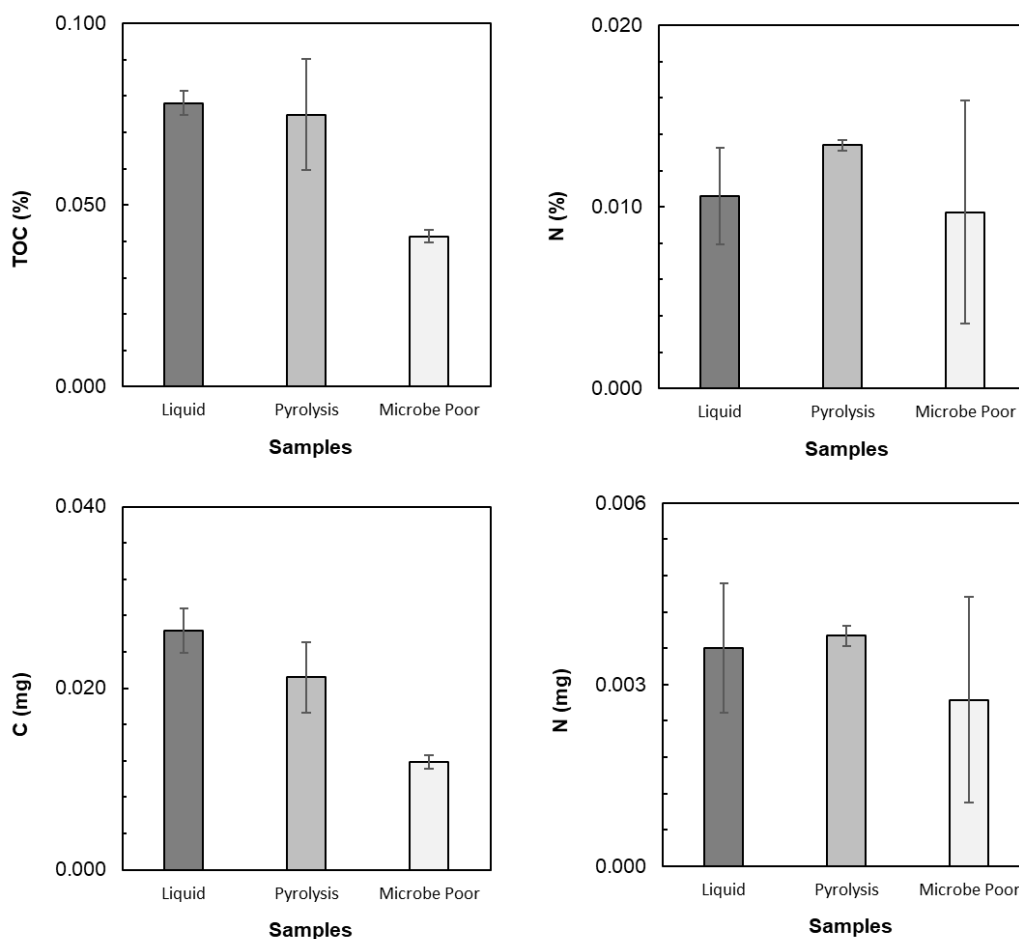 TOC (%)
0.100
0.050
0.000
Liquid
Pyrolysis
Microbe Poor
Samples
N (%)
0.020
0.010
0.000
Liquid
Pyrolysis
Microbe Poor
Samples
C (mg)
0.040
0.020
0.000
Liquid
Pyrolysis
Microbe Poor
Samples
N (mg)
0.006
0.003
0.000
Liquid
Pyrolysis
Microbe Poor
Samples